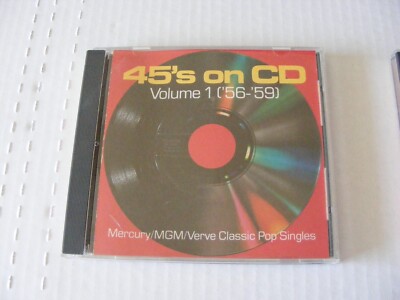 45's on CD
Volume 1 ('56-'59)
Mercury/MGM/Verve Classic Pop Singles